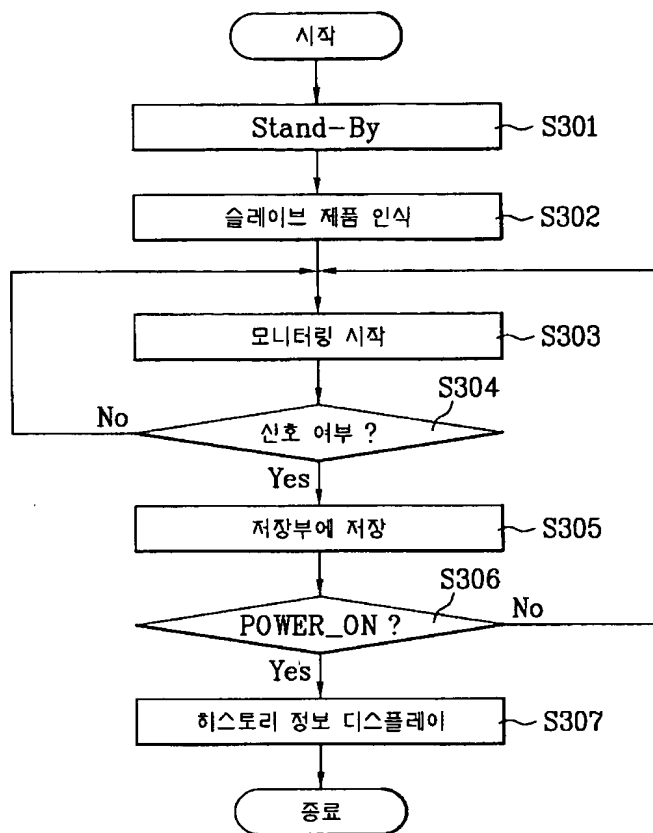 시작
Stand-By
S301
슬레이브 제품 인식
S302
모니터링 시작
S303
S304
No
신호 여부 ?
Yes
저장부에 저장
S305
S306
No
POWER_ON ?
Yes
히스토리 정보 디스플레이
S307
종료